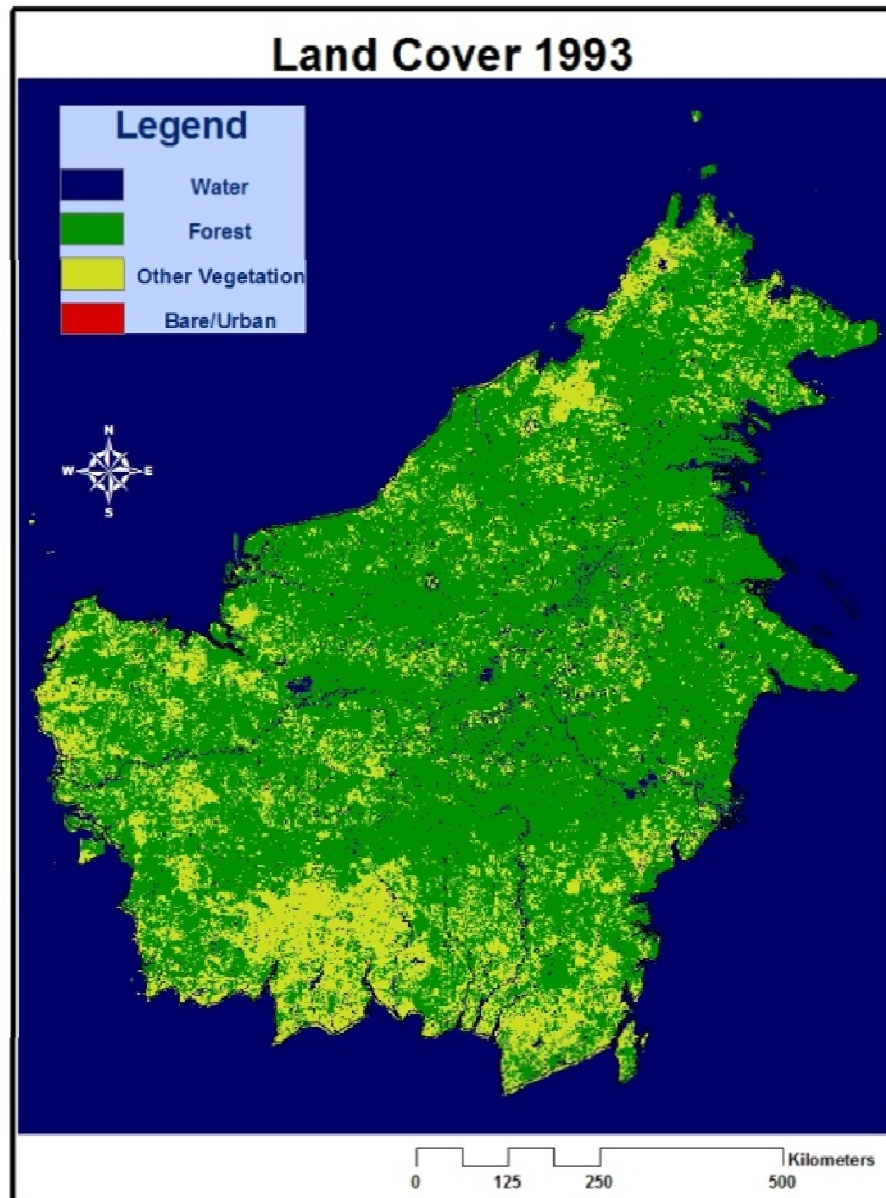 Land Cover 1993
Legend
Water
Forest
Other Vegetation
Bare/Urban
N
W E
S
Kilometers
0 125 250 500